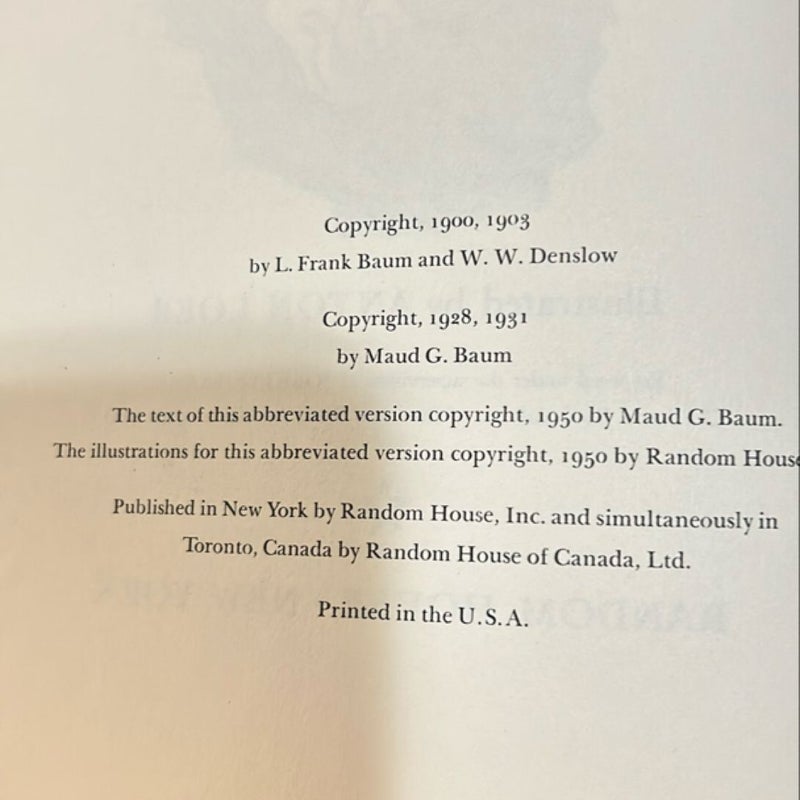 Copyright, 1900, 1903
by L. Frank Baum and W. W. Denslow
Copyright, 1928, 1931
by Maud G. Baum
The text of this abbreviated version copyright, 1950 by Maud G. Baum.
The illustrations for this abbreviated version copyright, 1950 by Random House
Published in New York by Random House, Inc. and simultaneously in
Toronto, Canada by Random House of Canada, Ltd.
Printed in the U.S.A.